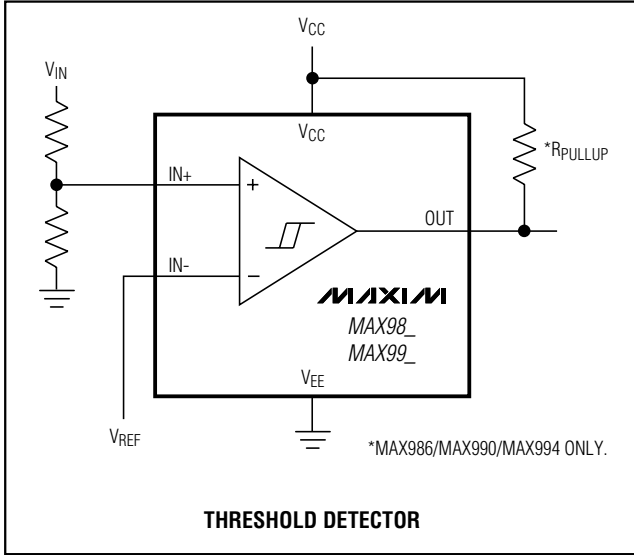 VCC
VIN
VCC
*RPULLUP
IN+
+
OUT
IN-
−
MAXIM
MAX98_
MAX99_
VEE
VREF
*MAX986/MAX990/MAX994 ONLY.
THRESHOLD DETECTOR